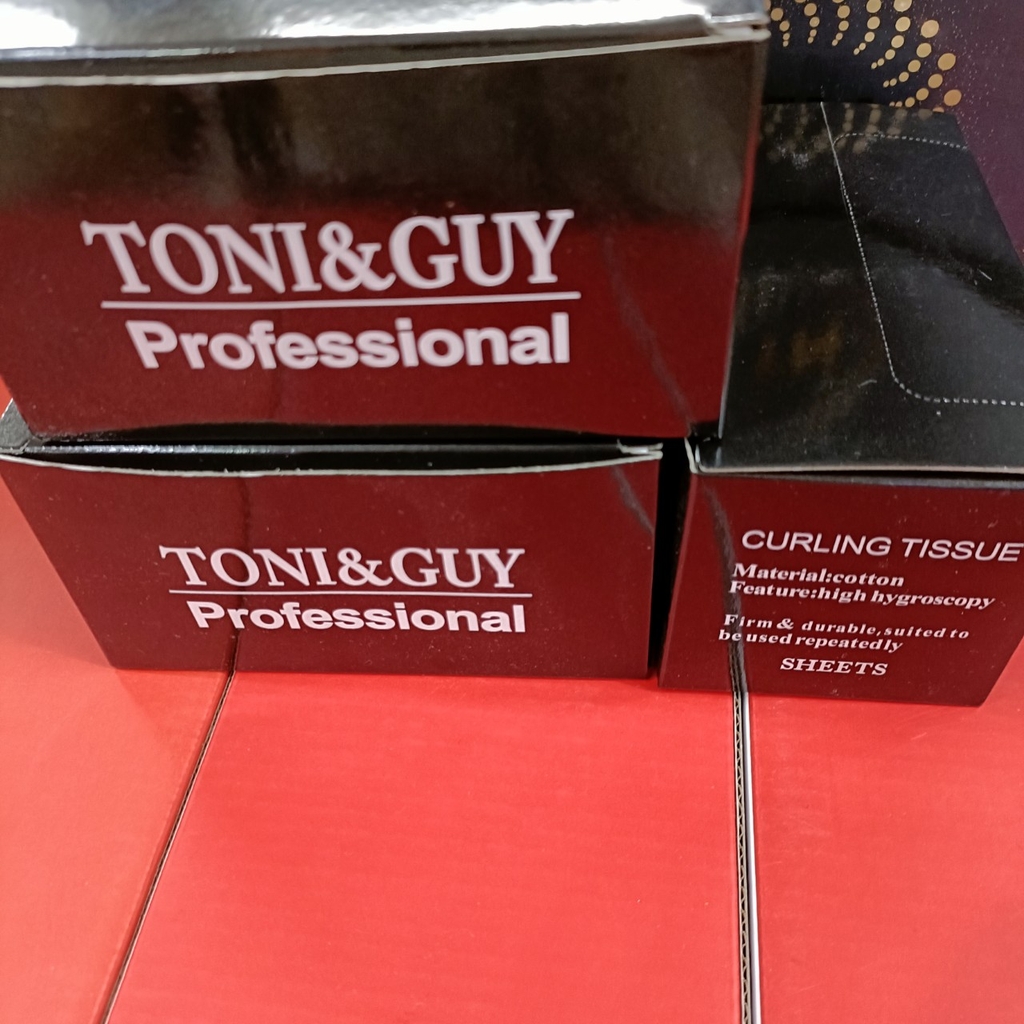 TONI&GUY
Professional
TONI&GUY
Professional
CURLING TISSUE
Material:cotton
Feature:high hygroscopy
Firm & durable,suited to
be used repeatedly
SHEETS